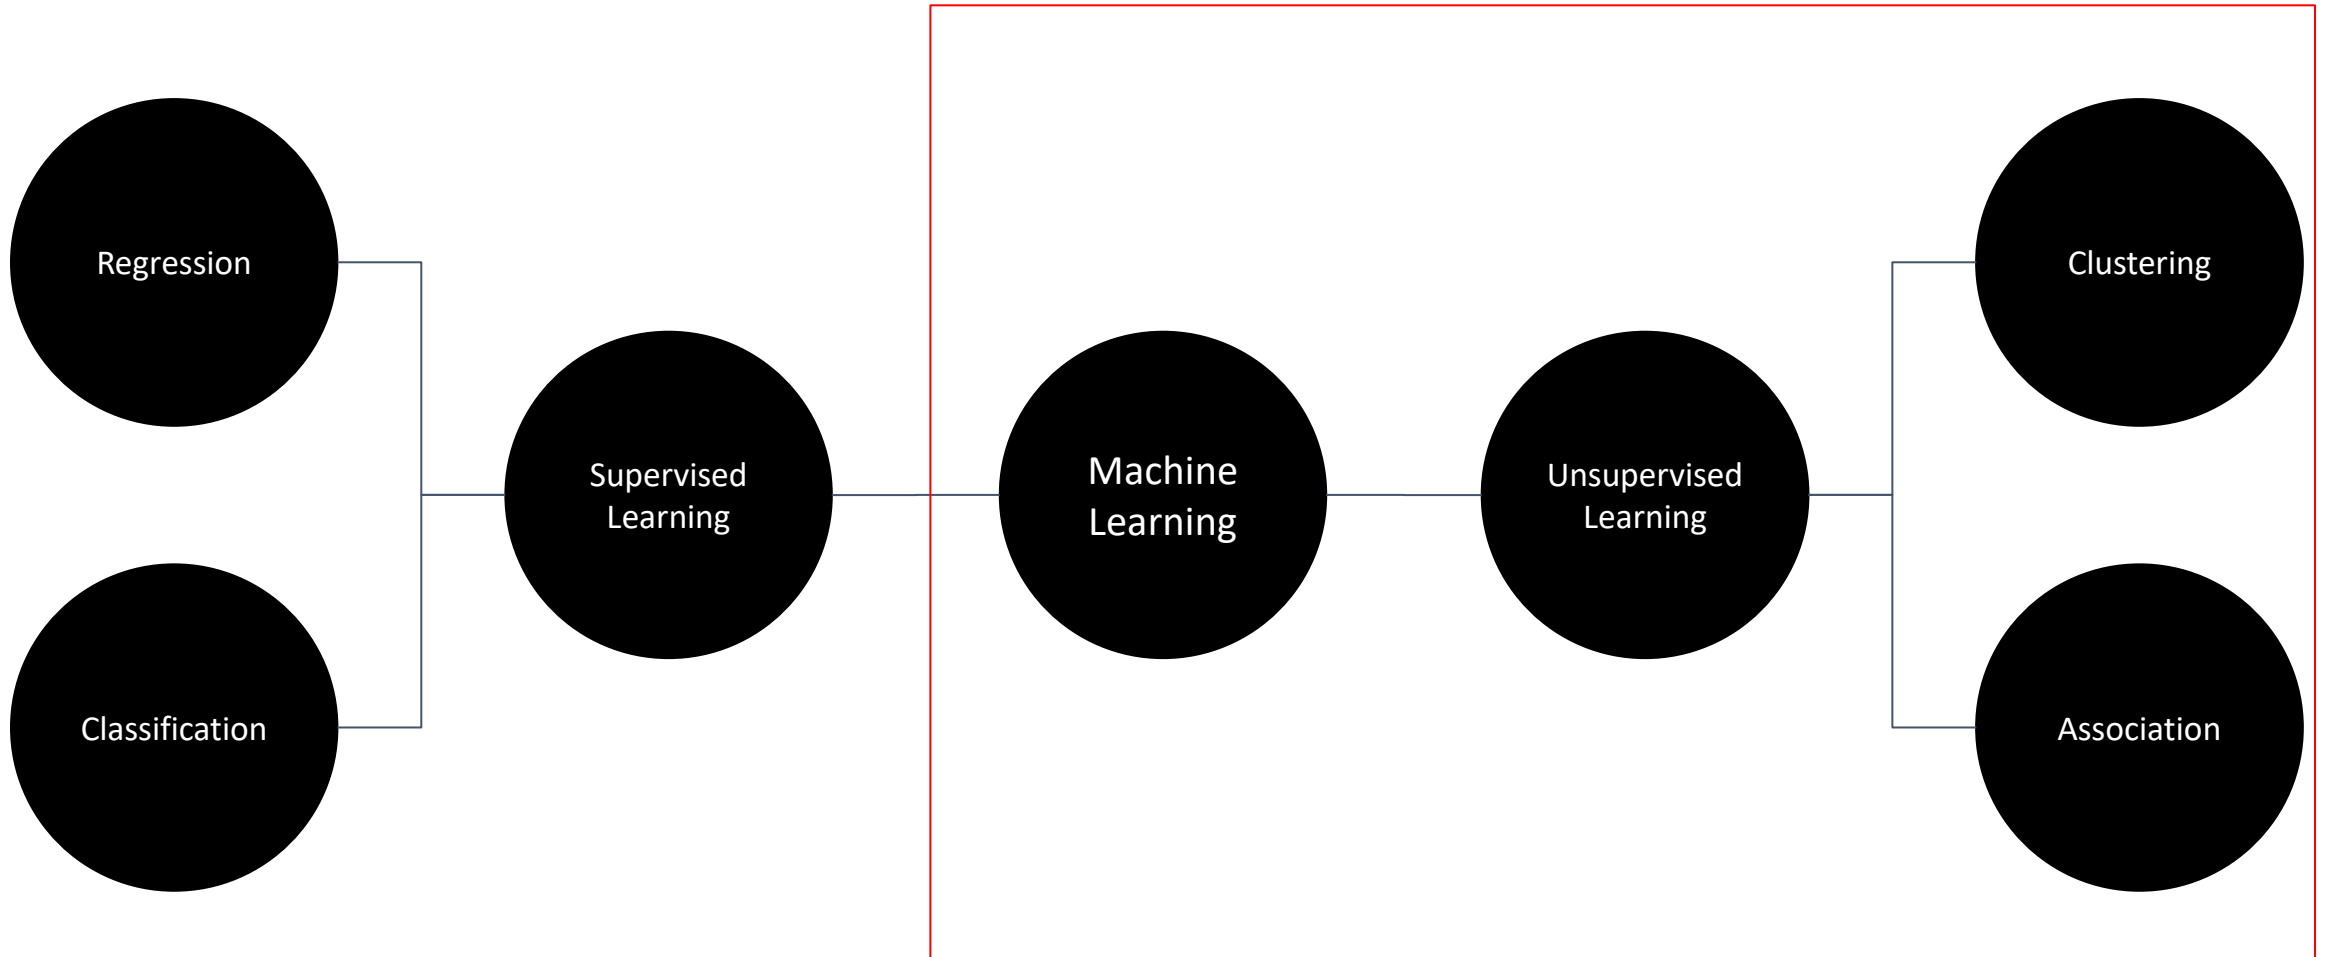 Regression
Classification
Supervised
Learning
Machine
Learning
Unsupervised
Learning
Clustering
Association